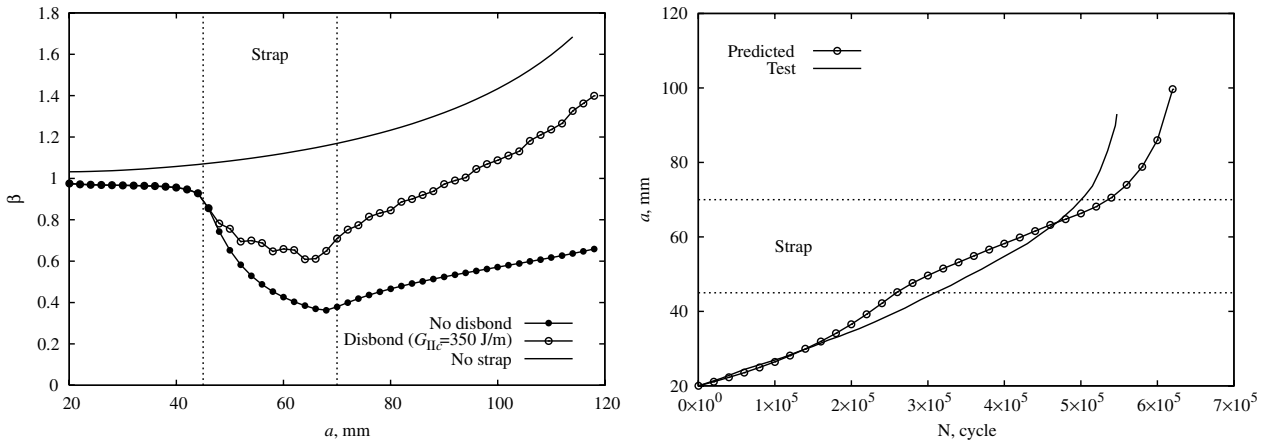 1.8
1.6
1.4
1.2
1
0.8
0.6
0.4
0.2
0
β
Strap
No disbond
Disbond (G_IIc=350 J/m)
No strap
20 40 60 80 100 120
a, mm
120
100
80
60
40
20
a, mm
Predicted
Test
Strap
0×10^0 1×10^5 2×10^5 3×10^5 4×10^5 5×10^5 6×10^5 7×10^5
N, cycle